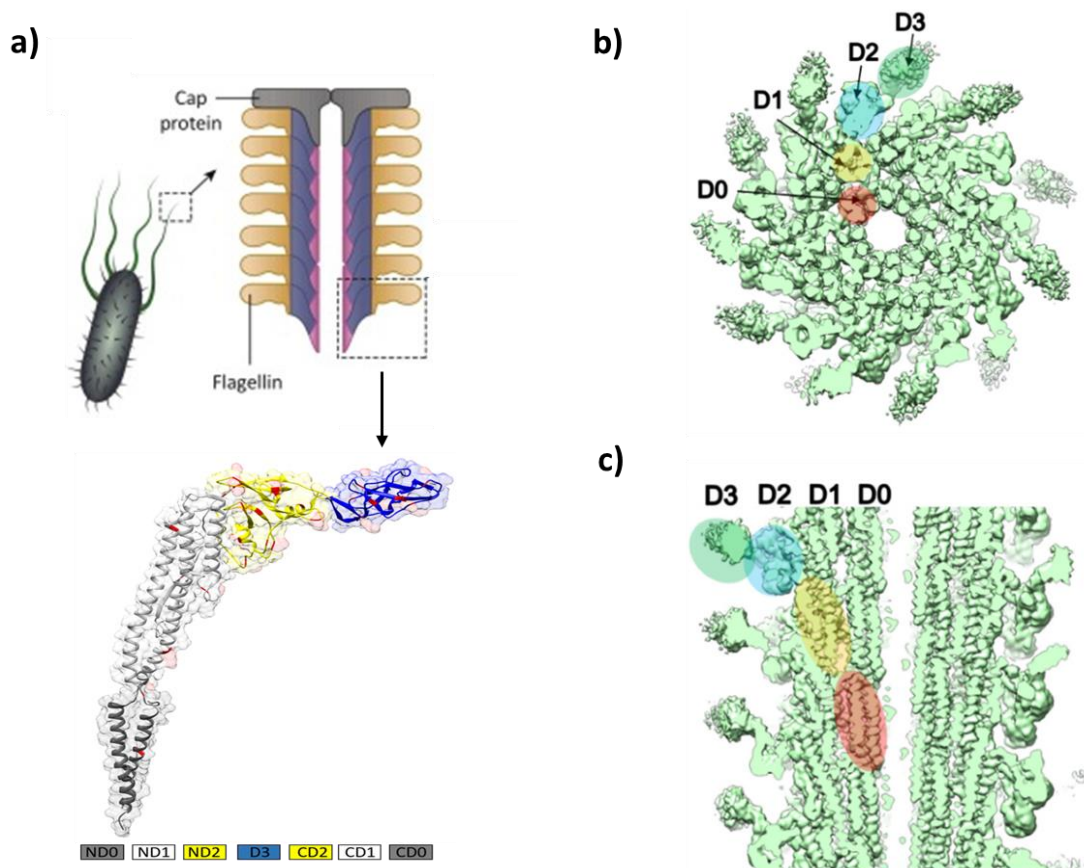 a)
Cap
protein
Flagellin
ND0 ND1 ND2 D3 CD2 CD1 CD0
b)
D3
D2
D1
D0
c)
D3 D2 D1 D0